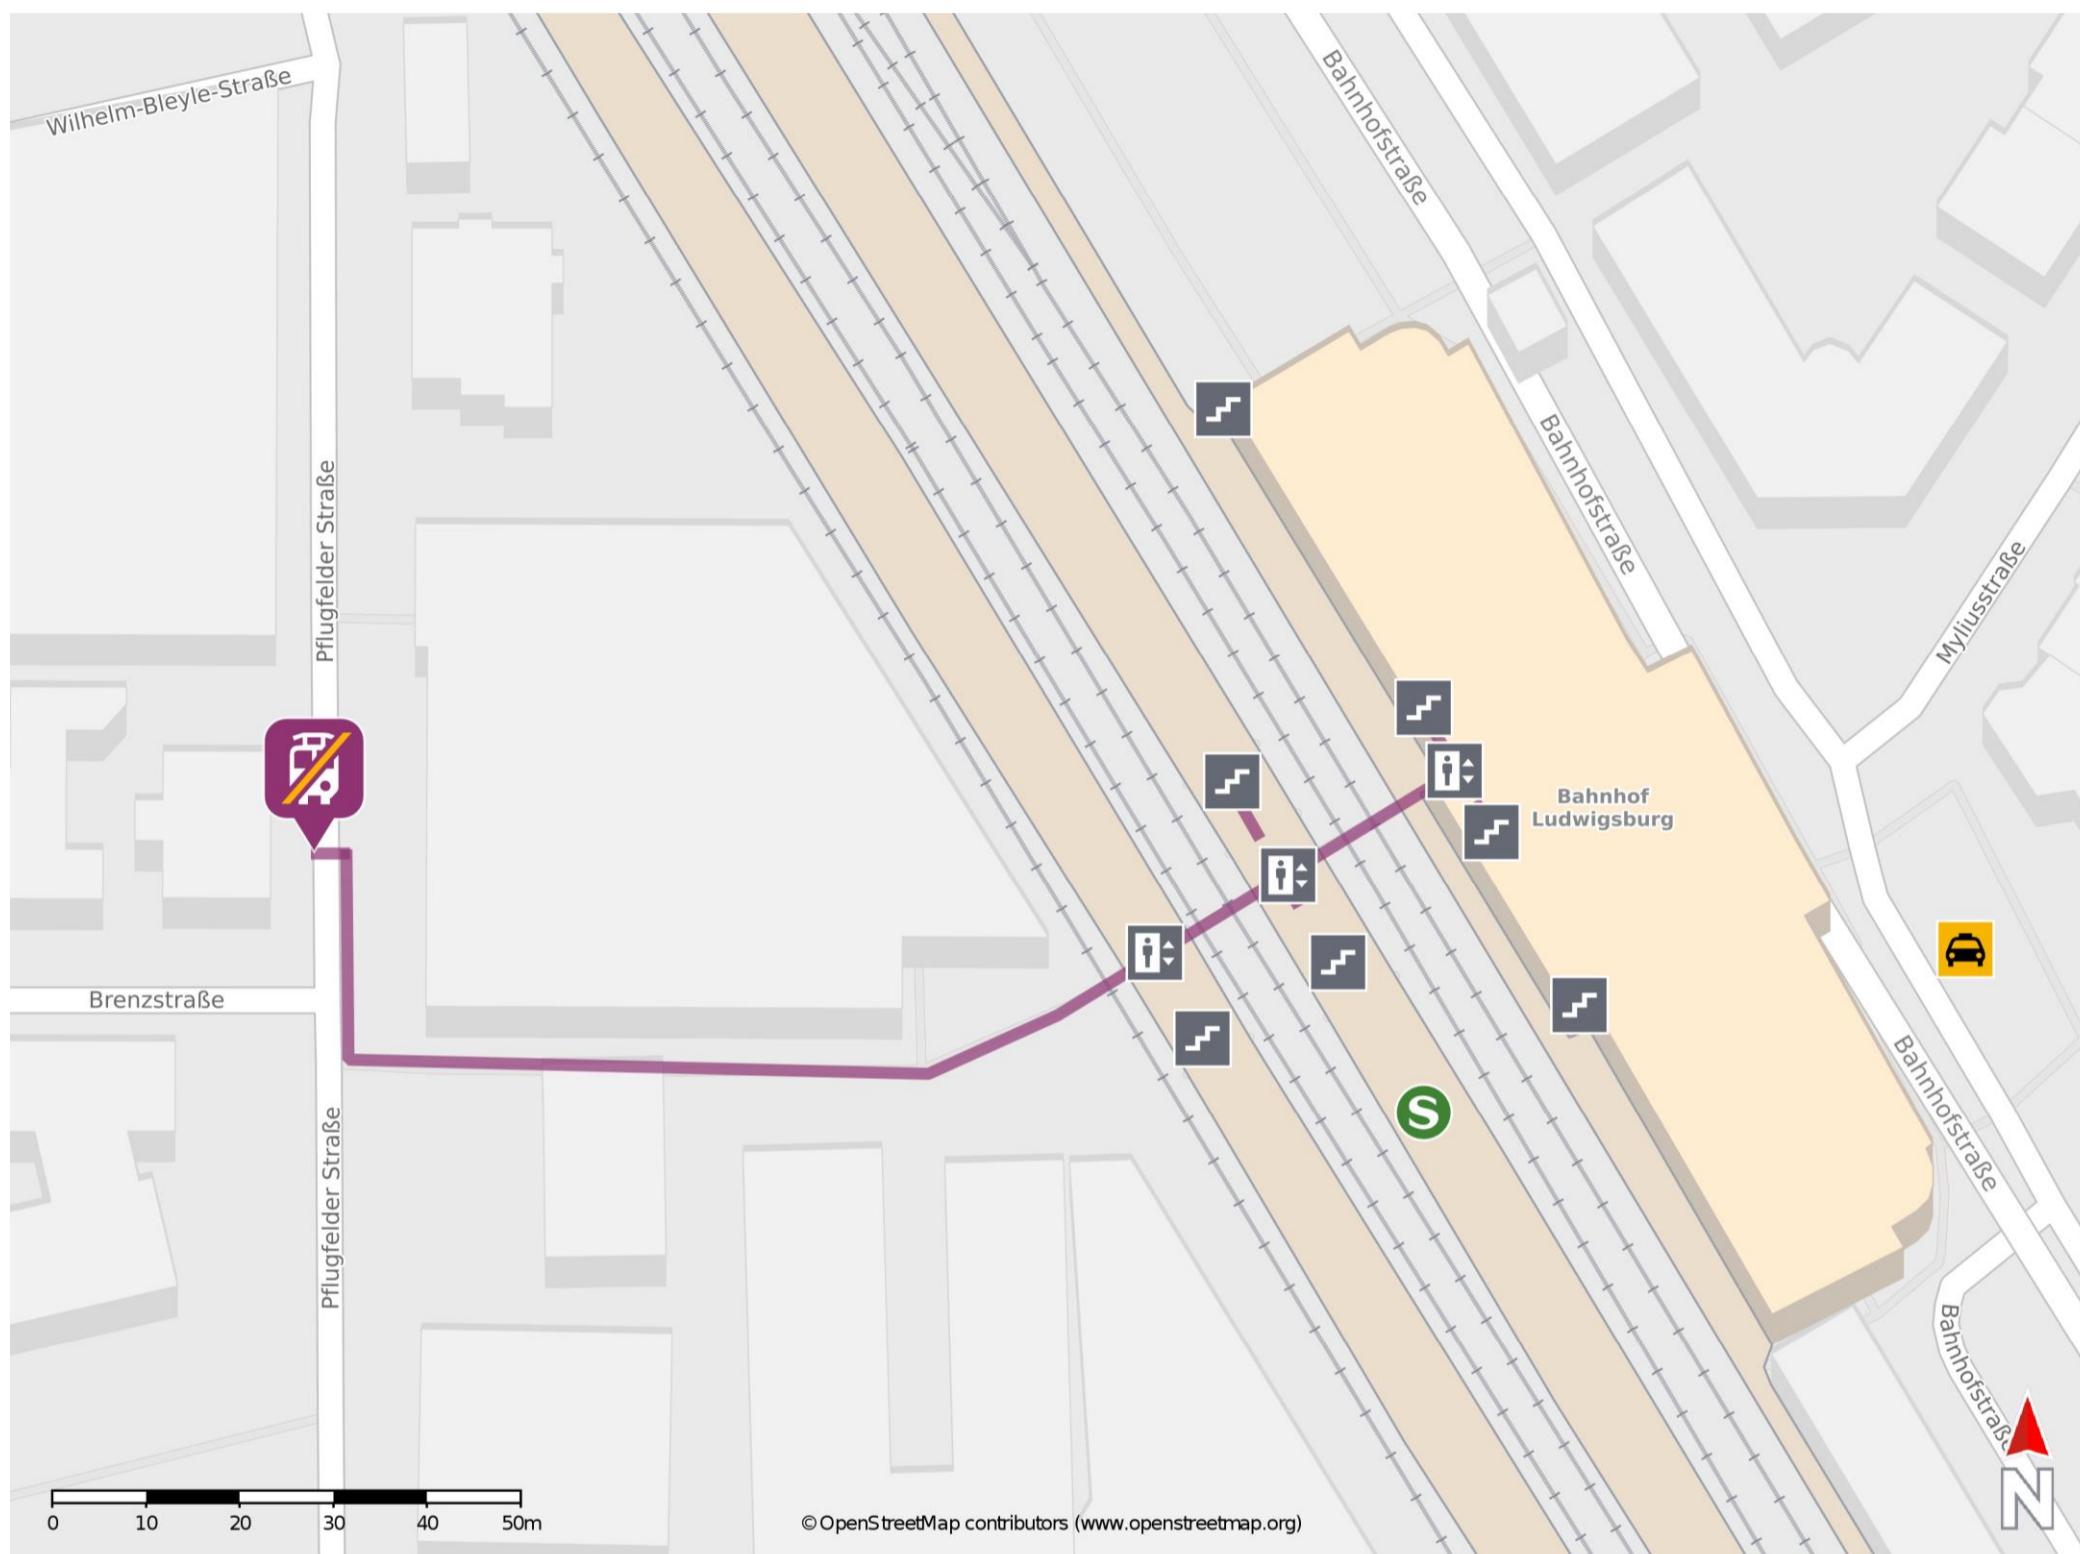 Wilhelm-Bleyle-Straße
Bahnhofstraße
Pflugfelder Straße
Bahnhofstraße
Myliusstraße
Bahnhof
Ludwigsburg
Brenzstraße
S
Bahnhofstraße
Pflugfelder Straße
Bahnhofstraße
N
0 10 20 30 40 50m
© OpenStreetMap contributors (www.openstreetmap.org)